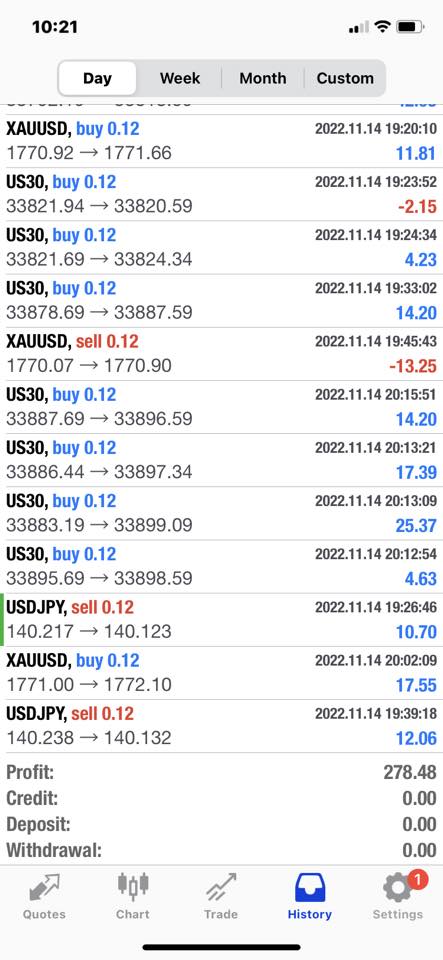 10:21
Day Week Month Custom
XAUUSD, buy 0.12 2022.11.14 19:20:10
1770.92 → 1771.66 11.81
US30, buy 0.12 2022.11.14 19:23:52
33821.94 → 33820.59 -2.15
US30, buy 0.12 2022.11.14 19:24:34
33821.69 → 33824.34 4.23
US30, buy 0.12 2022.11.14 19:33:02
33878.69 → 33887.59 14.20
XAUUSD, sell 0.12 2022.11.14 19:45:43
1770.07 → 1770.90 -13.25
US30, buy 0.12 2022.11.14 20:15:51
33887.69 → 33896.59 14.20
US30, buy 0.12 2022.11.14 20:13:21
33886.44 → 33897.34 17.39
US30, buy 0.12 2022.11.14 20:13:09
33883.19 → 33899.09 25.37
US30, buy 0.12 2022.11.14 20:12:54
33895.69 → 33898.59 4.63
USDJPY, sell 0.12 2022.11.14 19:26:46
140.217 → 140.123 10.70
XAUUSD, buy 0.12 2022.11.14 20:02:09
1771.00 → 1772.10 17.55
USDJPY, sell 0.12 2022.11.14 19:39:18
140.238 → 140.132 12.06
Profit: 278.48
Credit: 0.00
Deposit: 0.00
Withdrawal: 0.00
1
Quotes Chart Trade History Settings